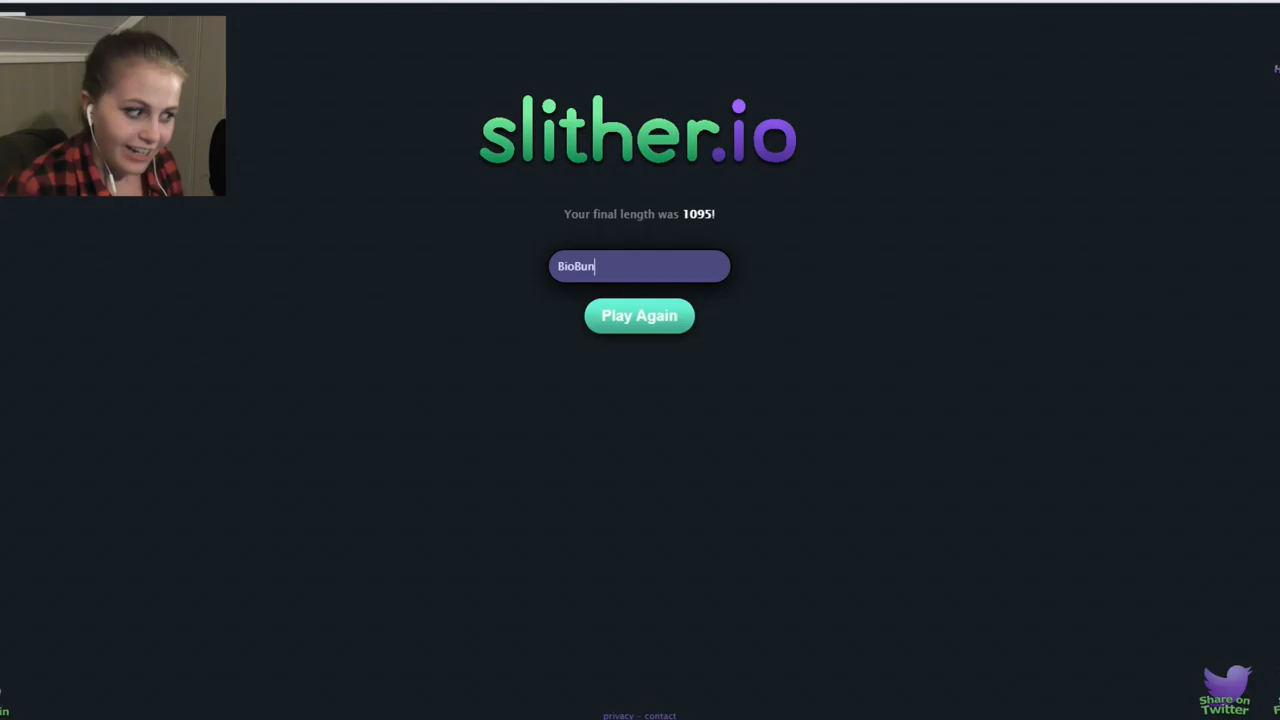 slither.io
Your final length was 1095!
BioBun
Play Again
Share on
Twitter
privacy - contact